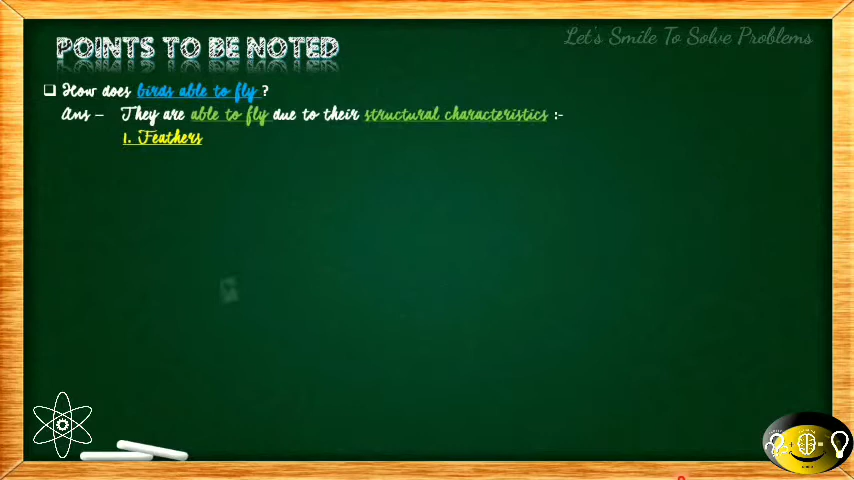 Let's Smile To Solve Problems
POINTS TO BE NOTED
How does birds able to fly ?
Ans – They are able to fly due to their structural characteristics :-
1. Feathers